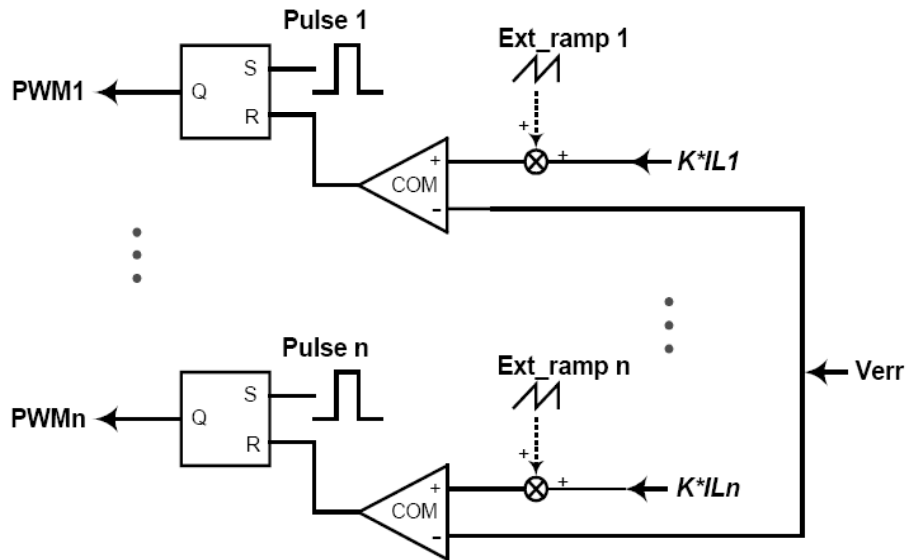 Pulse 1
Ext_ramp 1
S
PWM1
Q
R
+
+
+
K*IL1
COM
-
Pulse n
Ext_ramp n
Verr
S
PWMn
Q
R
+
+
+
K*ILn
COM
-